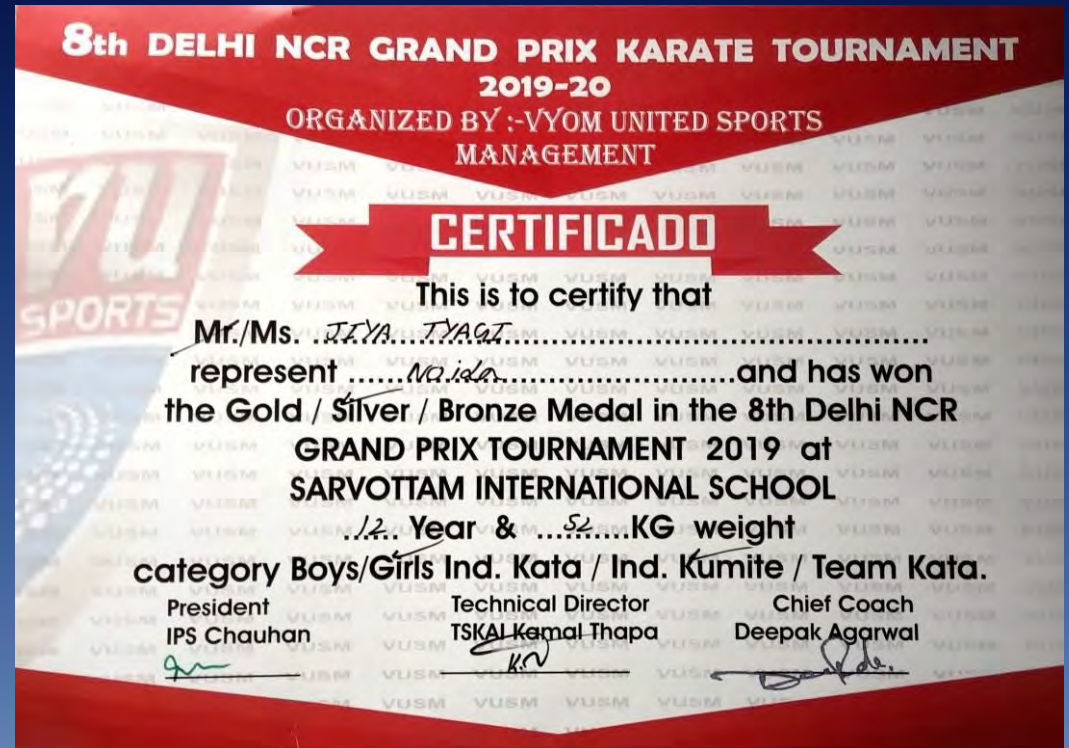 8th DELHI NCR GRAND PRIX KARATE TOURNAMENT
2019-20
ORGANIZED BY :-VYOM UNITED SPORTS
MANAGEMENT
VU
SPORTS
CERTIFICADO
This is to certify that
Mr./Ms. ..JIYA....TYAGI..................................................
represent ......Noida..............................and has won
the Gold / Silver / Bronze Medal in the 8th Delhi NCR
GRAND PRIX TOURNAMENT 2019 at
SARVOTTAM INTERNATIONAL SCHOOL
..12.. Year & ...52.....KG weight
category Boys/Girls Ind. Kata / Ind. Kumite / Team Kata.
President Technical Director Chief Coach
IPS Chauhan TSKAI Kamal Thapa Deepak Agarwal